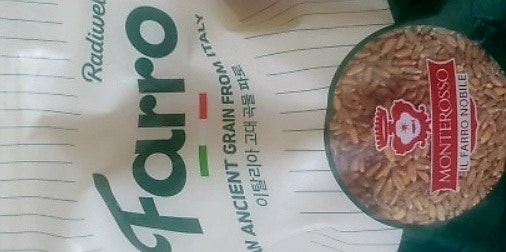 Radiwel
Farro
AN ANCIENT GRAIN FROM ITALY
이탈리아 고대 곡물 파로
MONTEROSSO
IL FARRO NOBILE